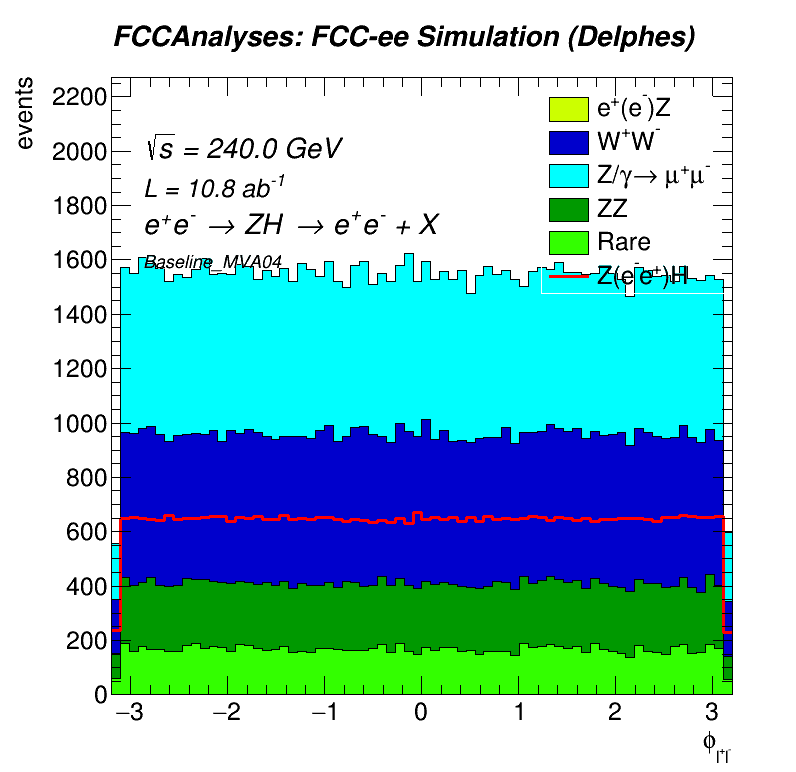 FCCAnalyses: FCC-ee Simulation (Delphes)
events
2200
2000
1800
1600
1400
1200
1000
800
600
400
200
0
√s = 240.0 GeV
L = 10.8 ab⁻¹
e⁺e⁻ → ZH → e⁺e⁻ + X
Baseline_MVA04
e⁺(e⁻)Z
W⁺W⁻
Z/γ→ μ⁺μ⁻
ZZ
Rare
Z(e⁻e⁺)H
−3 −2 −1 0 1 2 3
ϕ_l⁺l⁻